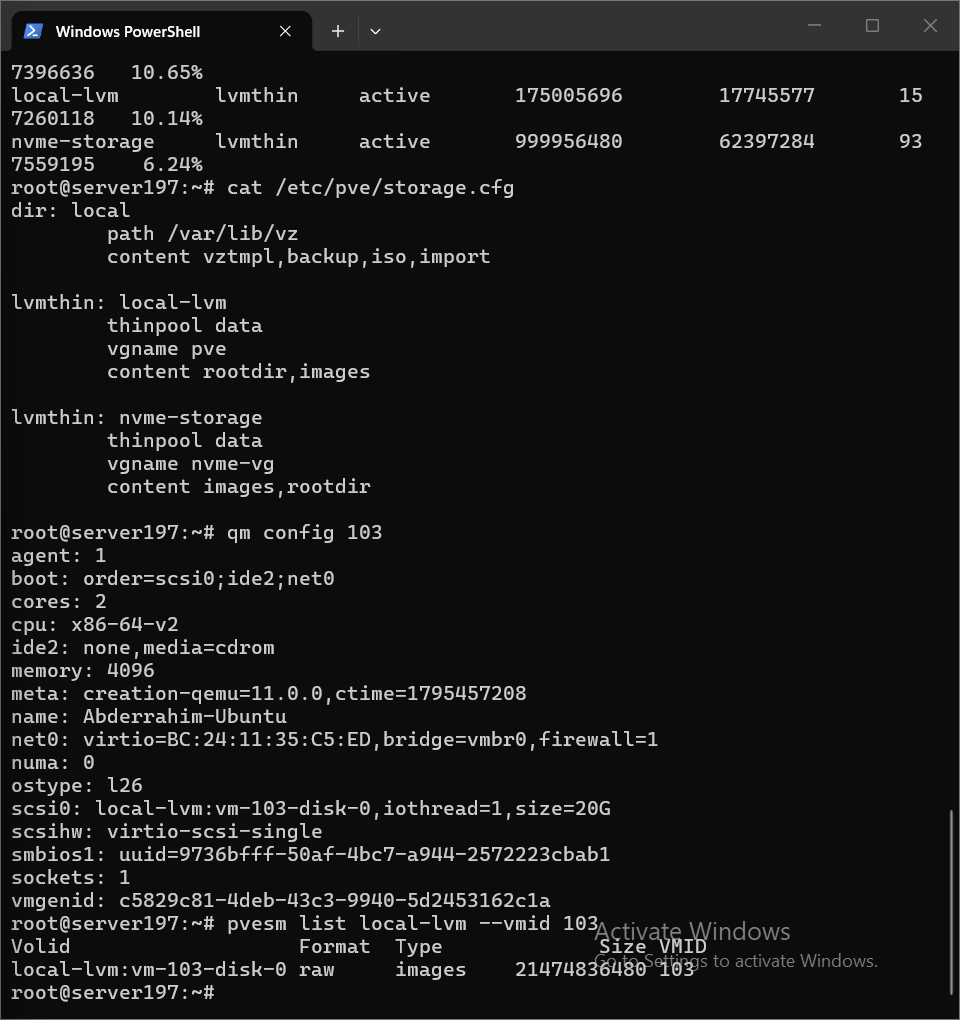 Windows PowerShell
7396636   10.65%
local-lvm        lvmthin     active       175005696        17745577       15
7260118   10.14%
nvme-storage     lvmthin     active       999956480        62397284       93
7559195    6.24%
root@server197:~# cat /etc/pve/storage.cfg
dir: local
        path /var/lib/vz
        content vztmpl,backup,iso,import

lvmthin: local-lvm
        thinpool data
        vgname pve
        content rootdir,images

lvmthin: nvme-storage
        thinpool data
        vgname nvme-vg
        content images,rootdir

root@server197:~# qm config 103
agent: 1
boot: order=scsi0;ide2;net0
cores: 2
cpu: x86-64-v2
ide2: none,media=cdrom
memory: 4096
meta: creation-qemu=11.0.0,ctime=1795457208
name: Abderrahim-Ubuntu
net0: virtio=BC:24:11:35:C5:ED,bridge=vmbr0,firewall=1
numa: 0
ostype: l26
scsi0: local-lvm:vm-103-disk-0,iothread=1,size=20G
scsihw: virtio-scsi-single
smbios1: uuid=9736bfff-50af-4bc7-a944-2572223cbab1
sockets: 1
vmgenid: c5829c81-4deb-43c3-9940-5d2453162c1a
root@server197:~# pvesm list local-lvm --vmid 103
Volid                   Format  Type             Size VMID
local-lvm:vm-103-disk-0 raw     images    21474836480 103
root@server197:~#
Activate Windows
Go to Settings to activate Windows.